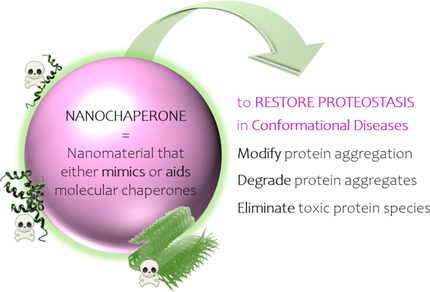 NANOCHAPERONE
=
Nanomaterial that
either mimics or aids
molecular chaperones
to RESTORE PROTEOSTASIS
in Conformational Diseases
Modify protein aggregation
Degrade protein aggregates
Eliminate toxic protein species